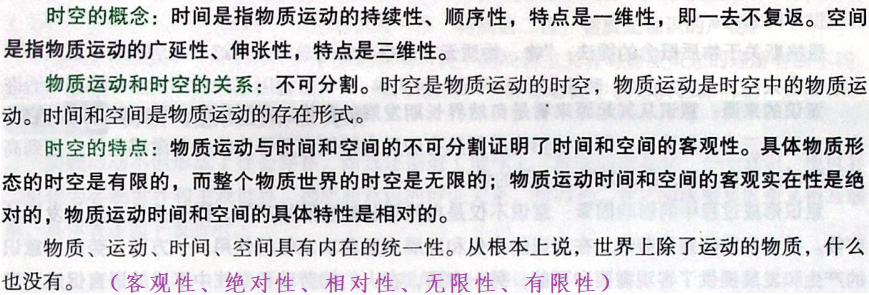 时空的概念：时间是指物质运动的持续性、顺序性，特点是一维性，即一去不复返。空间
是指物质运动的广延性、伸张性，特点是三维性。
物质运动和时空的关系：不可分割。时空是物质运动的时空，物质运动是时空中的物质运
动。时间和空间是物质运动的存在形式。
时空的特点：物质运动与时间和空间的不可分割证明了时间和空间的客观性。具体物质形
态的时空是有限的，而整个物质世界的时空是无限的；物质运动时间和空间的客观实在性是绝
对的，物质运动时间和空间的具体特性是相对的。
物质、运动、时间、空间具有内在的统一性。从根本上说，世界上除了运动的物质，什么
也没有。（客观性、绝对性、相对性、无限性、有限性）